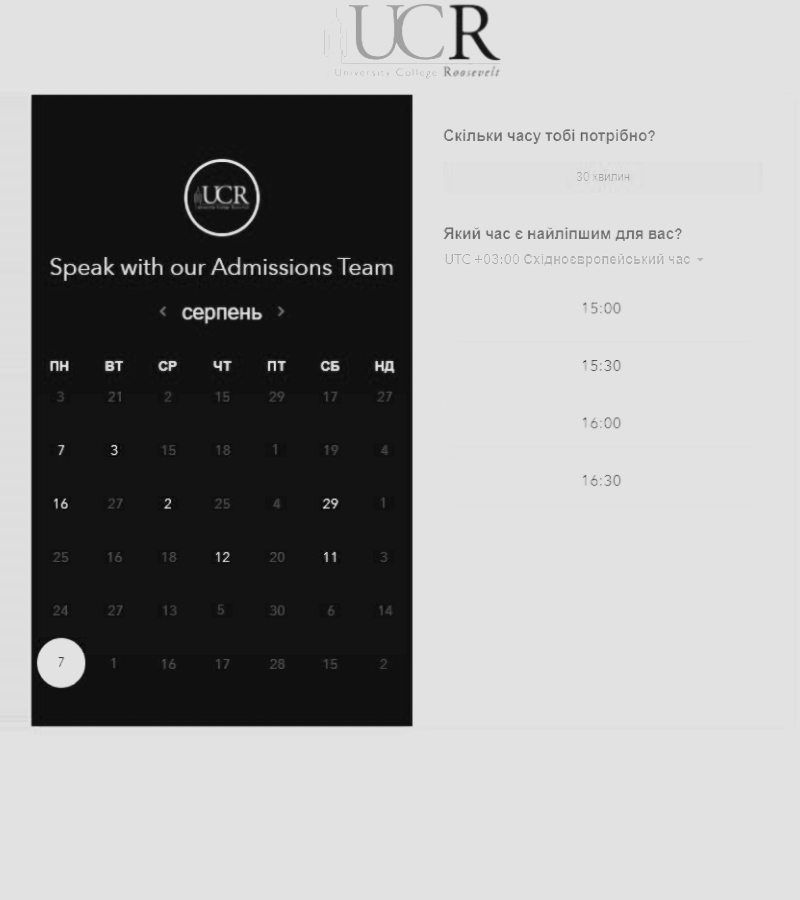 UCR
University College Roosevelt
UCR
Speak with our Admissions Team
серпень
ПН ВТ СР ЧТ ПТ СБ НД
3 21 2 15 29 17 27
7 3 15 18 1 19 4
16 27 2 25 4 29 1
25 16 18 12 20 11 3
24 27 13 5 30 6 14
7 1 16 17 28 15 2
Скільки часу тобі потрібно?
30 хвилин
Який час є найліпшим для вас?
UTC +03:00 Східноєвропейський час
15:00
15:30
16:00
16:30